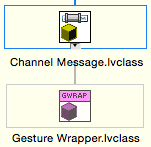 Channel Message.lvclass
GWRAP
Gesture Wrapper.lvclass